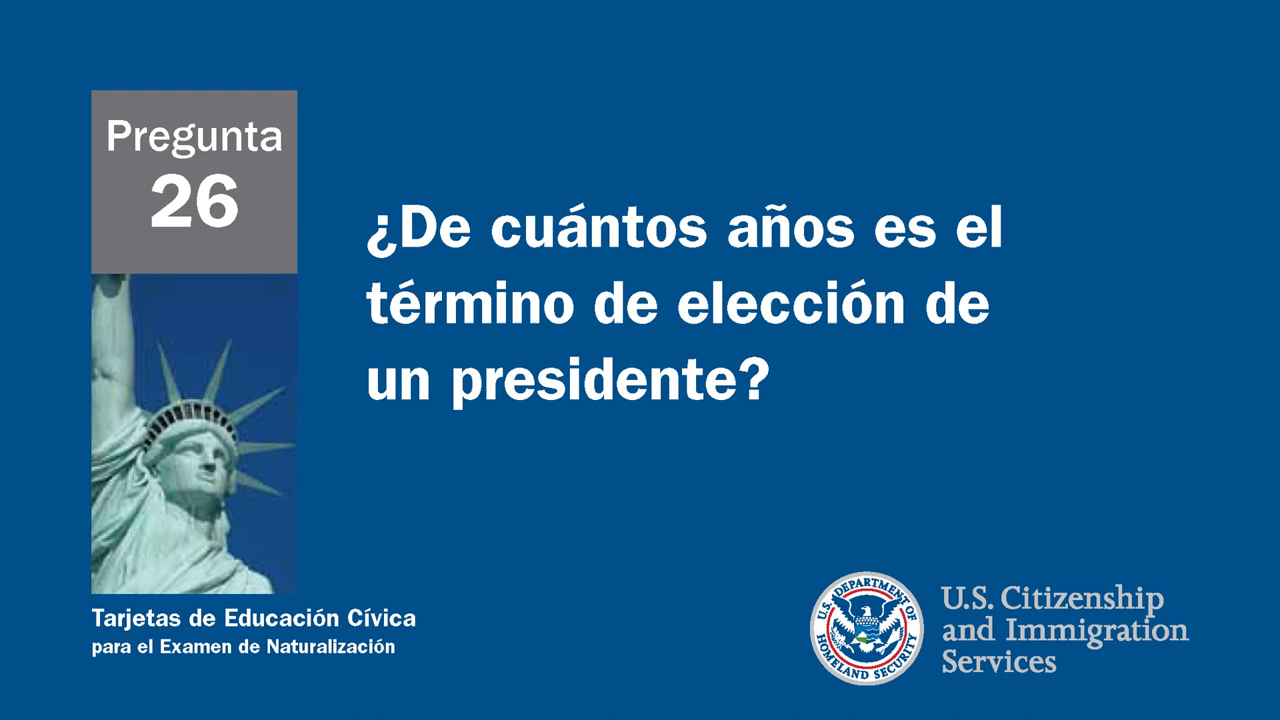 Pregunta
26
¿De cuántos años es el
término de elección de
un presidente?
Tarjetas de Educación Cívica
para el Examen de Naturalización
U.S. DEPARTMENT OF
HOMELAND SECURITY
U.S. Citizenship
and Immigration
Services